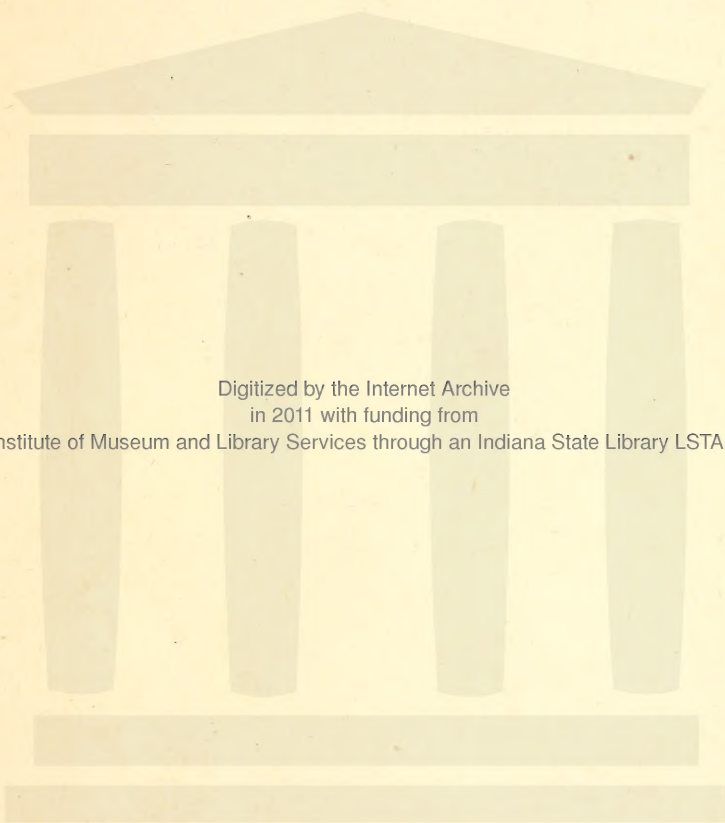 Digitized by the Internet Archive
in 2011 with funding from
nstitute of Museum and Library Services through an Indiana State Library LSTA